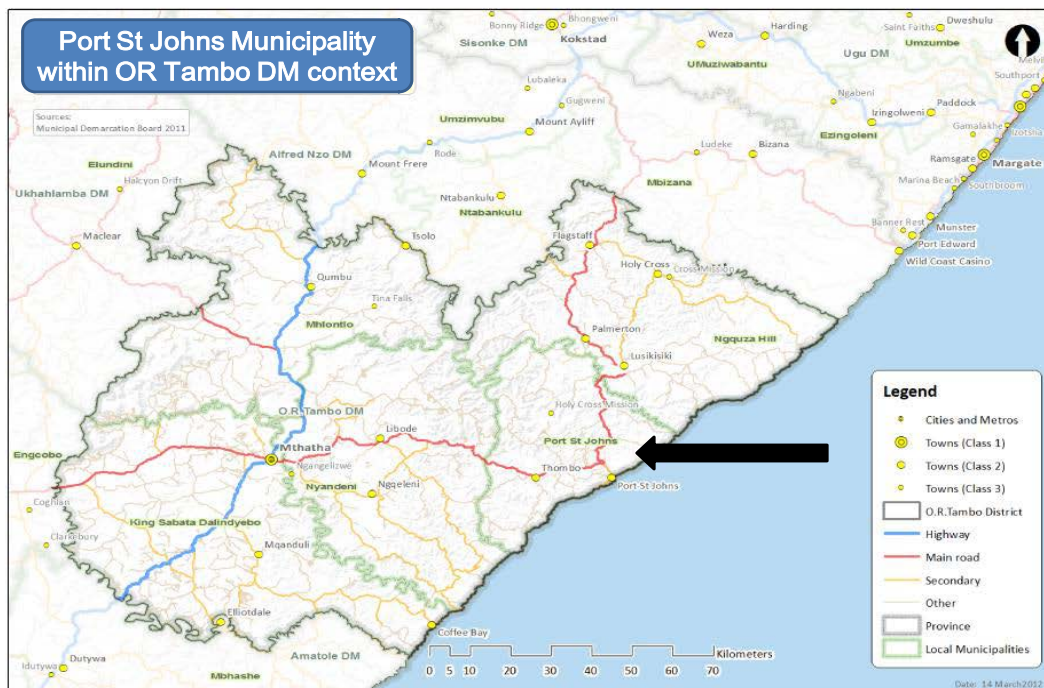 Port St Johns Municipality
within OR Tambo DM context
Sources:
Municipal Demarcation Board 2011
Bonny Ridge
Bhongweni
Sisonke DM
Kokstad
Weza
Harding
Saint Faiths
Dweshulu
Umzumbe
Ugu DM
UMuziwabantu
Lubaleka
Gugweni
Umzimvubu
Mount Ayliff
Ngabeni
Izingolweni
Paddock
Southport
Gamalakhe
Izotsha
Ezingoleni
Elundini
Alfred Nzo DM
Rode
Mount Frere
Ludeke
Bizana
Ramsgate
Margate
Marina Beach
Southbroom
Ukhahlamba DM
Halcyon Drift
Mbizana
Ntabankulu
Ntabankulu
Banner Rest
Munster
Port Edward
Wild Coast Casino
Maclear
Tsolo
Flagstaff
Holy Cross
Cross Mission
Qumbu
Tina Falls
Mhlontlo
Palmerton
Ngquza Hill
Lusikisiki
O.R.Tambo DM
Holy Cross Mission
Libode
Mthatha
Port St Johns
Engcobo
Ngangelizwe
Thombo
Nyandeni
Ngqeleni
Port St Johns
Coghlan
King Sabata Dalindyebo
Clarkebury
Mqanduli
Elliotdale
Coffee Bay
Amatole DM
Idutywa
Dutywa
Mbhashe
Kilometers
0 5 10 20 30 40 50 60 70
Legend
Cities and Metros
Towns (Class 1)
Towns (Class 2)
Towns (Class 3)
O.R.Tambo District
Highway
Main road
Secondary
Other
Province
Local Municipalities
Date: 14 March2012